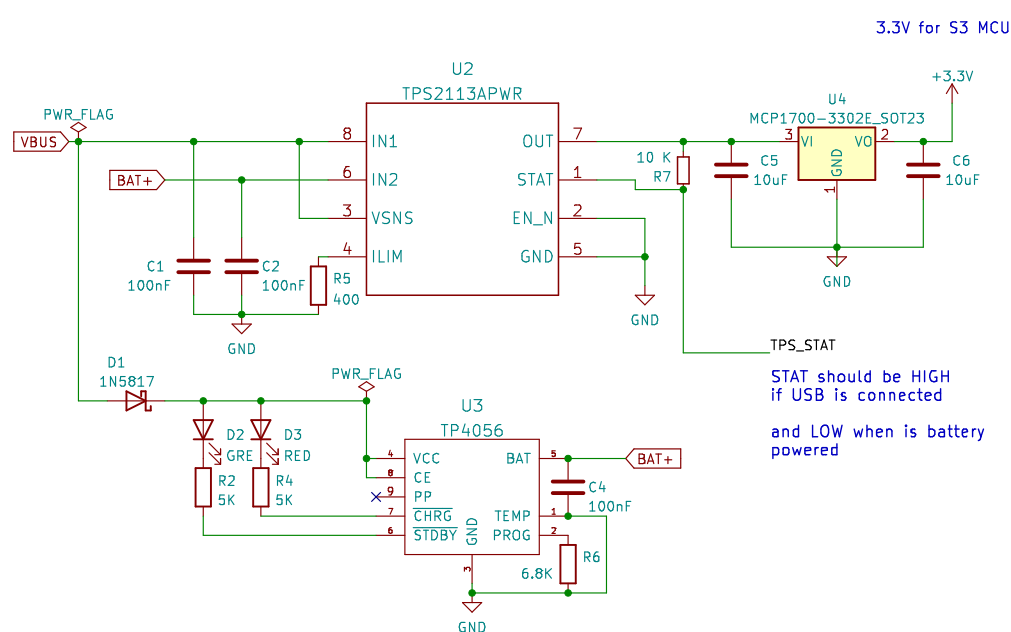 3.3V for S3 MCU
U2
TPS2113APWR
PWR_FLAG
VBUS
8 IN1
OUT 7
BAT+
6 IN2
STAT 1
3 VSNS
EN_N 2
4 ILIM
GND 5
10 K
R7
U4
MCP1700-3302E_SOT23
+3.3V
3 VI
VO 2
GND
1
C5
10uF
C6
10uF
GND
C1
100nF
C2
100nF
R5
400
GND
GND
TPS_STAT
STAT should be HIGH
if USB is connected
and LOW when is battery
powered
D1
1N5817
PWR_FLAG
D2
GRE
D3
RED
R2
5K
R4
5K
U3
TP4056
4 VCC
8 CE
9 PP
7 CHRG
6 STDBY
BAT 5
TEMP 1
PROG 2
GND
3
BAT+
C4
100nF
R6
6.8K
GND